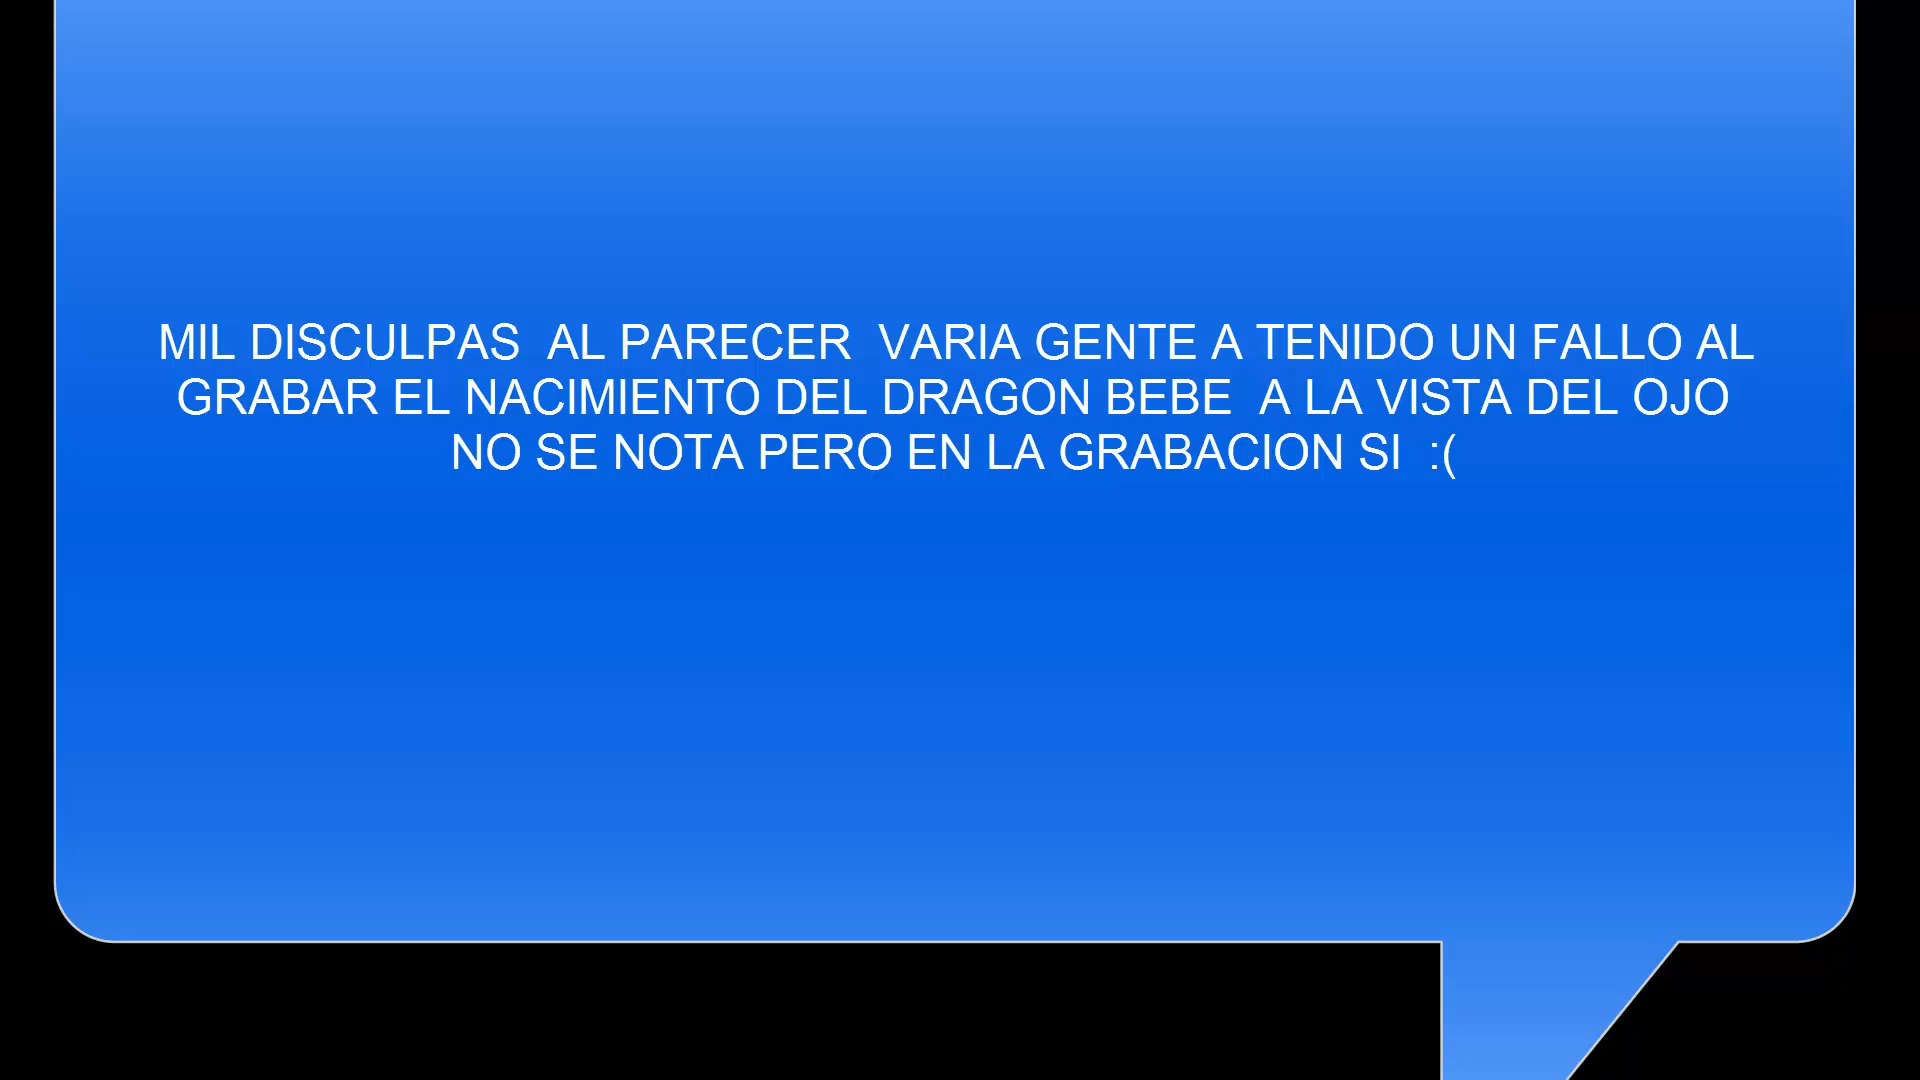 MIL DISCULPAS  AL PARECER  VARIA GENTE A TENIDO UN FALLO AL
GRABAR EL NACIMIENTO DEL DRAGON BEBE  A LA VISTA DEL OJO
NO SE NOTA PERO EN LA GRABACION SI  :(